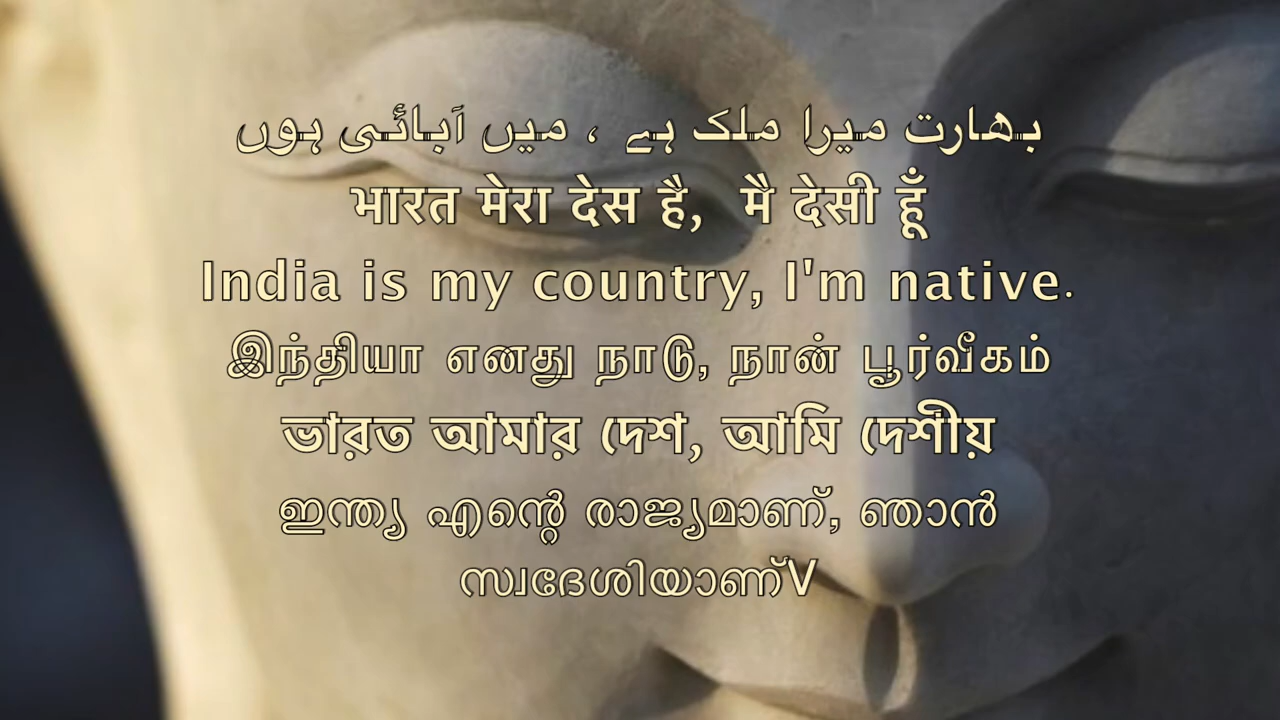 بھارت میرا ملک ہے ، میں آبائی ہوں
भारत मेरा देस है, मै देसी हूँ
India is my country, I'm native.
இந்தியா எனது நாடு, நான் பூர்வீகம்
ভারত আমার দেশ, আমি দেশীয়
ഇന്ത്യ എന്റെ രാജ്യമാണ്, ഞാൻ
സ്വദേശിയാണ്V